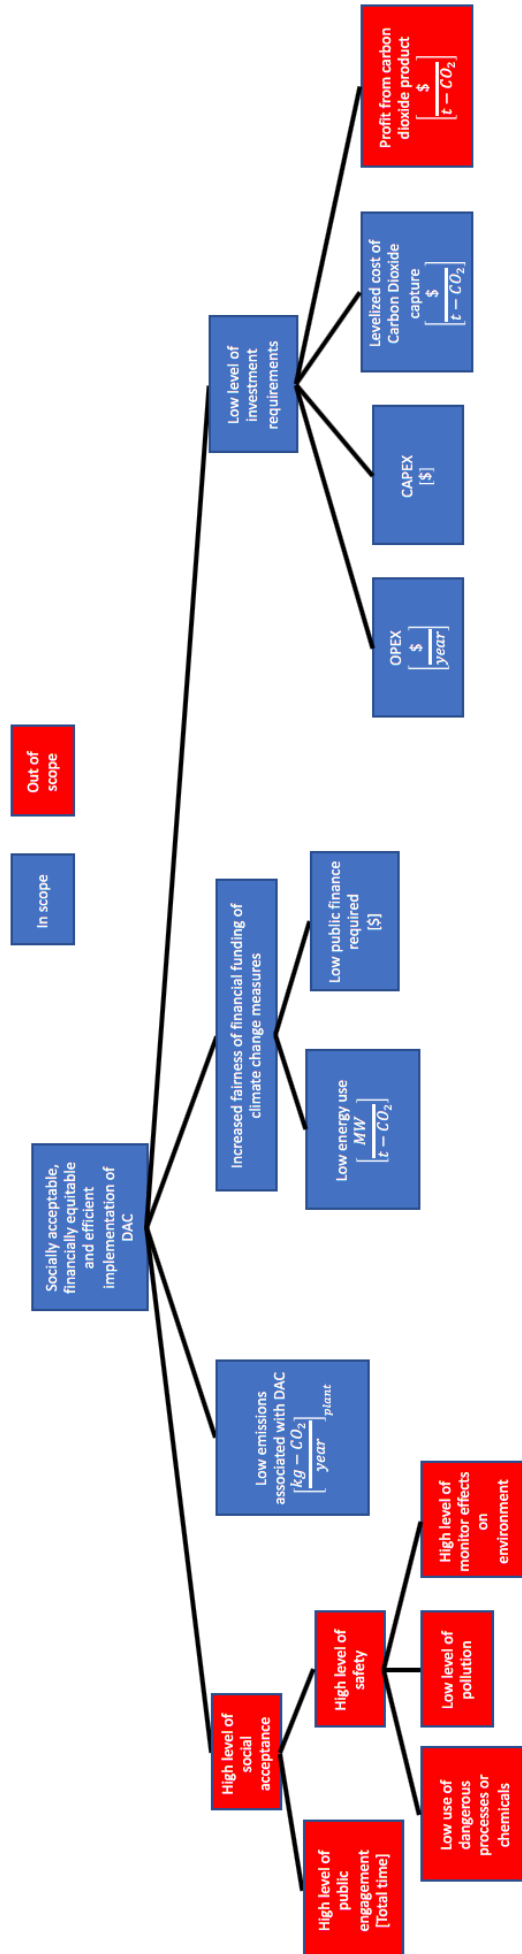 In scope
Out of
scope
Socially acceptable,
financially equitable
and efficient
implementation of
DAC
High level of
social
acceptance
Low emissions
associated with DAC
[kg − CO₂ / year]plant
Increased fairness of financial funding of
climate change measures
Low level of
investment
requirements
High level of
public
engagement
[Total time]
High level of
safety
Low energy use
[MW / t − CO₂]
Low public finance
required
[$]
OPEX
[$ / year]
CAPEX
[$]
Levelized cost of
Carbon Dioxide
capture
[$ / t − CO₂]
Profit from carbon
dioxide product
[$ / t − CO₂]
Low use of
dangerous
processes or
chemicals
Low level of
pollution
High level of
monitor effects
on
environment